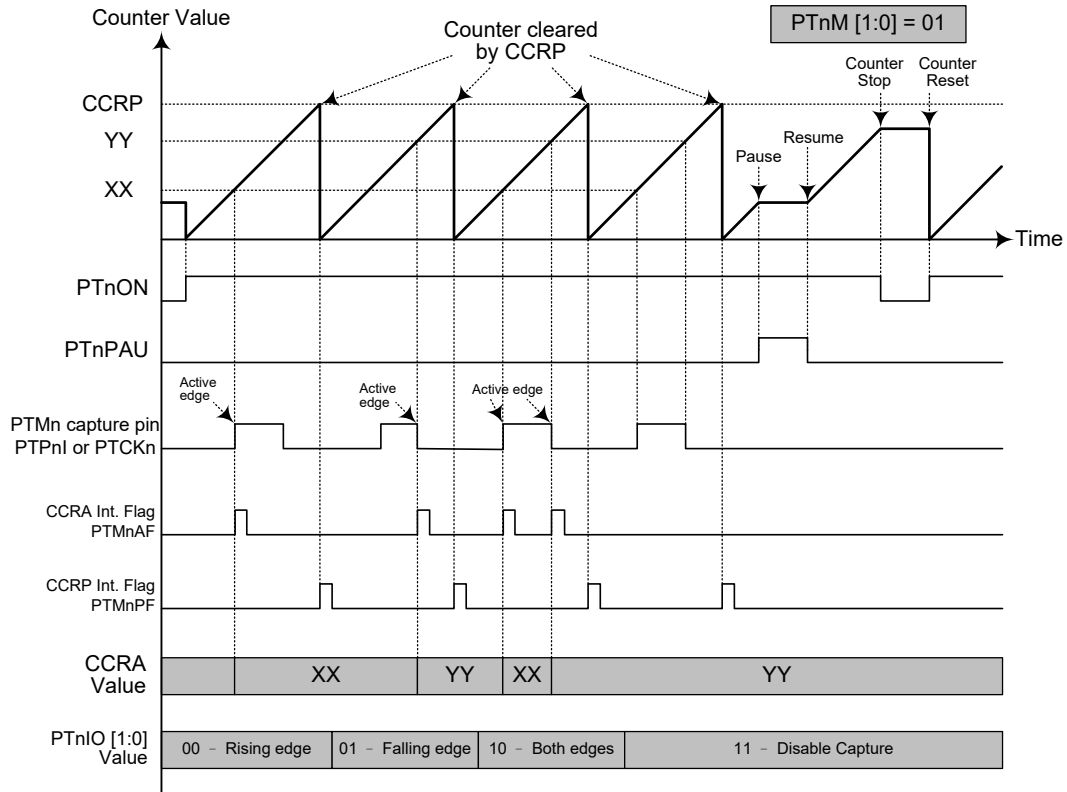 Counter Value
PTnM [1:0] = 01
Counter cleared
by CCRP
Counter
Stop
Counter
Reset
CCRP
YY
XX
Pause
Resume
Time
PTnON
PTnPAU
Active
edge
Active
edge
Active edge
PTMn capture pin
PTPnI or PTCKn
CCRA Int. Flag
PTMnAF
CCRP Int. Flag
PTMnPF
CCRA
Value
XX
YY
XX
YY
PTnIO [1:0]
Value
00 - Rising edge
01 - Falling edge
10 - Both edges
11 - Disable Capture